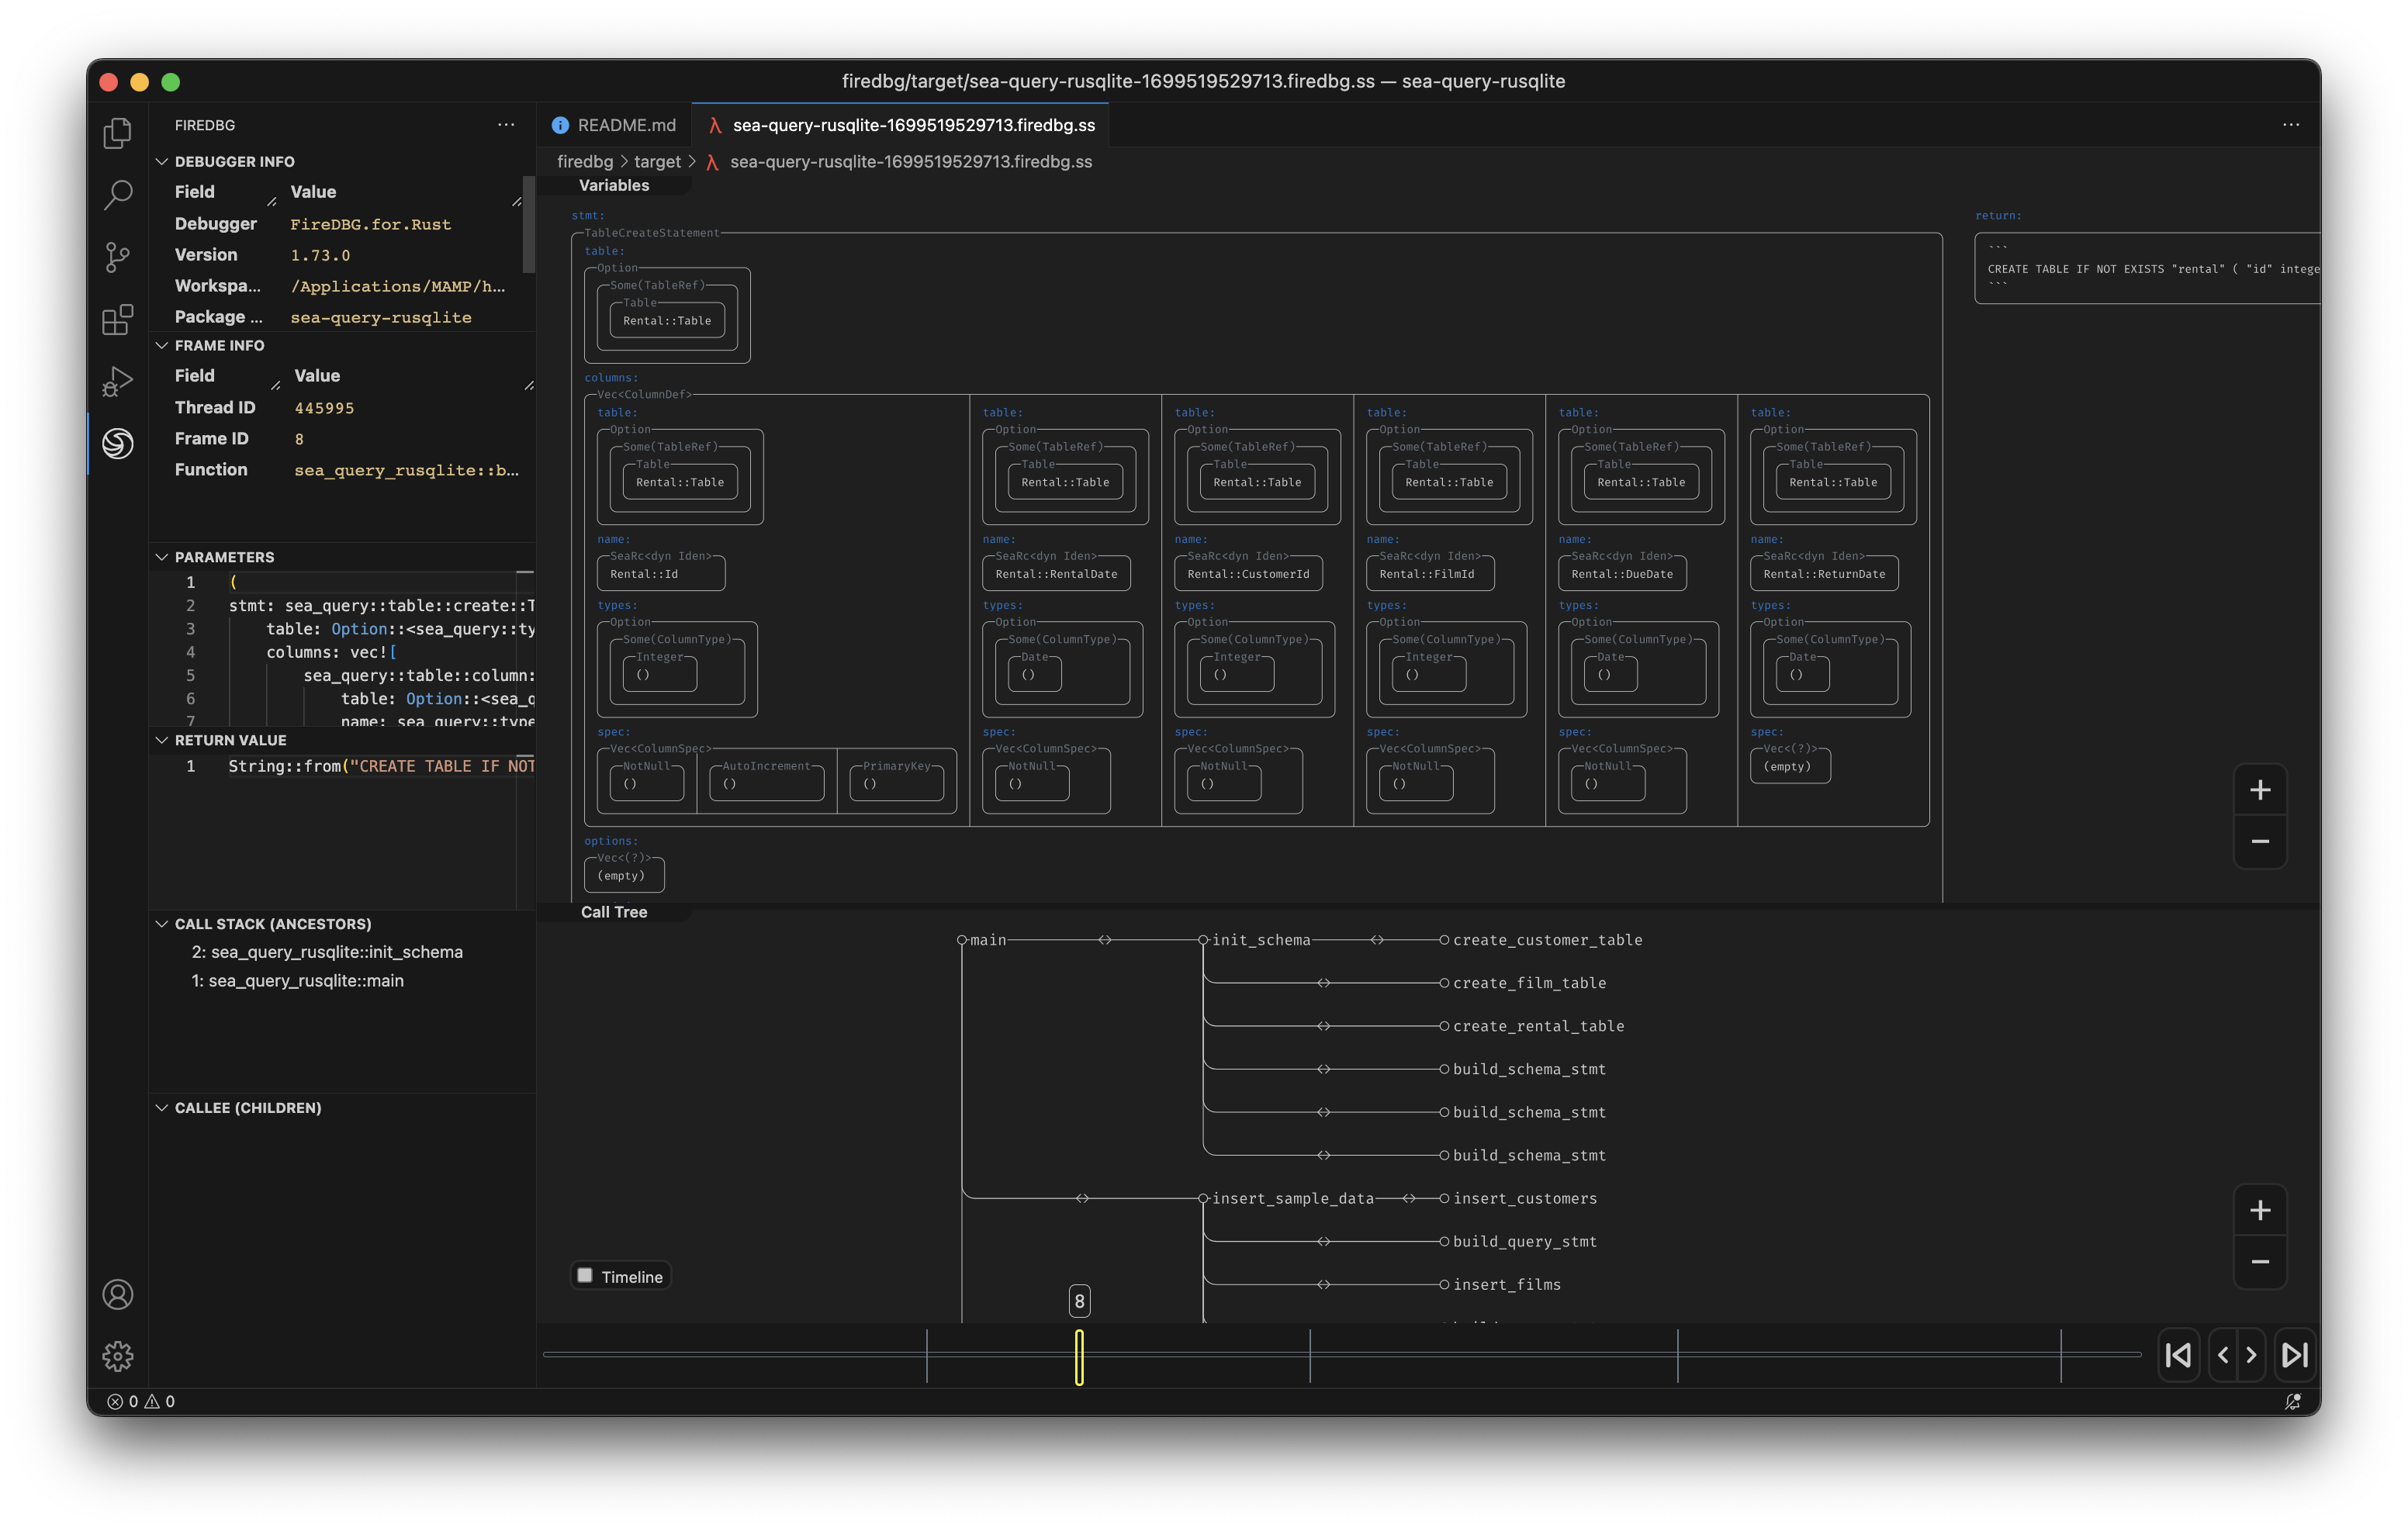 firedbg/target/sea-query-rusqlite-1699519529713.firedbg.ss — sea-query-rusqlite
FIREDBG
DEBUGGER INFO
Field Value
Debugger FireDBG.for.Rust
Version 1.73.0
Workspa... /Applications/MAMP/h...
Package ... sea-query-rusqlite
FRAME INFO
Field Value
Thread ID 445995
Frame ID 8
Function sea_query_rusqlite::b...
PARAMETERS
1 (
2 stmt: sea_query::table::create::T
3 table: Option::<sea_query::ty
4 columns: vec![
5 sea_query::table::column:
6 table: Option::<sea_q
7 name: sea_query::type
RETURN VALUE
1 String::from("CREATE TABLE IF NOT
CALL STACK (ANCESTORS)
2: sea_query_rusqlite::init_schema
1: sea_query_rusqlite::main
CALLEE (CHILDREN)
README.md sea-query-rusqlite-1699519529713.firedbg.ss
firedbg > target > sea-query-rusqlite-1699519529713.firedbg.ss
Variables
stmt: return:
TableCreateStatement ```
table:
Option CREATE TABLE IF NOT EXISTS "rental" ( "id" intege
Some(TableRef) ```
Table
Rental::Table
columns:
Vec<ColumnDef>
table: table: table: table: table: table:
Option Option Option Option Option Option
Some(TableRef) Some(TableRef) Some(TableRef) Some(TableRef) Some(TableRef) Some(TableRef)
Table Table Table Table Table Table
Rental::Table Rental::Table Rental::Table Rental::Table Rental::Table Rental::Table
name: name: name: name: name: name:
SeaRc<dyn Iden> SeaRc<dyn Iden> SeaRc<dyn Iden> SeaRc<dyn Iden> SeaRc<dyn Iden> SeaRc<dyn Iden>
Rental::Id Rental::RentalDate Rental::CustomerId Rental::FilmId Rental::DueDate Rental::ReturnDate
types: types: types: types: types: types:
Option Option Option Option Option Option
Some(ColumnType) Some(ColumnType) Some(ColumnType) Some(ColumnType) Some(ColumnType) Some(ColumnType)
Integer Date Integer Integer Date Date
() () () () () ()
spec: spec: spec: spec: spec: spec:
Vec<ColumnSpec> Vec<ColumnSpec> Vec<ColumnSpec> Vec<ColumnSpec> Vec<ColumnSpec> Vec<(?)>
NotNull AutoIncrement PrimaryKey NotNull NotNull NotNull NotNull (empty)
() () () () () () ()
options:
Vec<(?)>
(empty)
Call Tree
main <> init_schema <> create_customer_table
<> create_film_table
<> create_rental_table
<> build_schema_stmt
<> build_schema_stmt
<> build_schema_stmt
<> insert_sample_data <> insert_customers
<> build_query_stmt
<> insert_films
Timeline
8
0 0